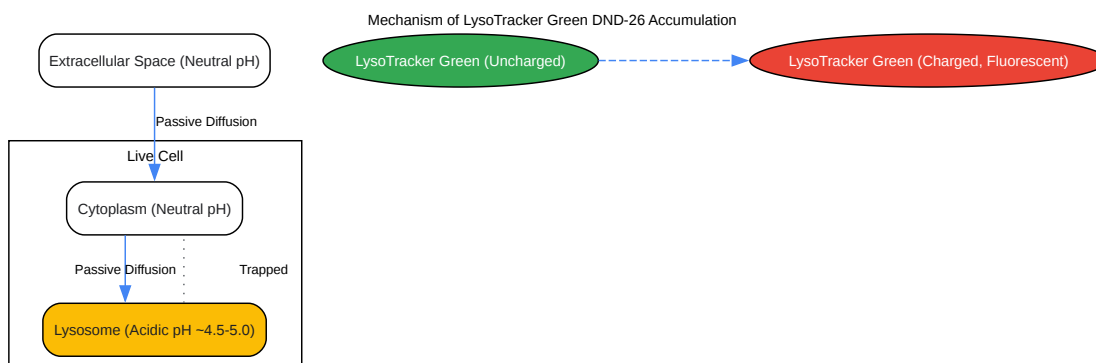 Mechanism of LysoTracker Green DND-26 Accumulation
Extracellular Space (Neutral pH)
LysoTracker Green (Uncharged)
LysoTracker Green (Charged, Fluorescent)
Passive Diffusion
Live Cell
Cytoplasm (Neutral pH)
Passive Diffusion
Trapped
Lysosome (Acidic pH ~4.5-5.0)